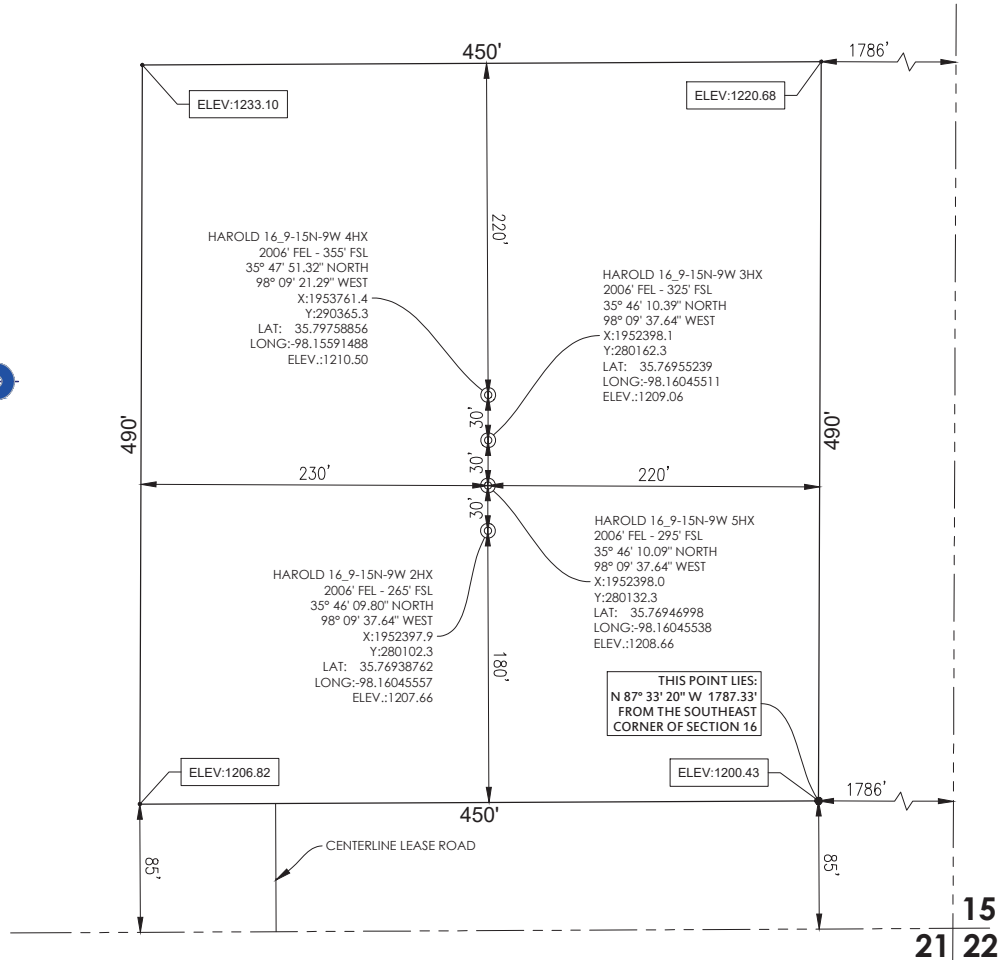 450'
1786'
ELEV:1233.10
ELEV:1220.68
220'
HAROLD 16_9-15N-9W 4HX
2006' FEL - 355' FSL
35° 47' 51.32" NORTH
98° 09' 21.29" WEST
X:1953761.4
Y:290365.3
LAT: 35.79758856
LONG:-98.15591488
ELEV.:1210.50
HAROLD 16_9-15N-9W 3HX
2006' FEL - 325' FSL
35° 46' 10.39" NORTH
98° 09' 37.64" WEST
X:1952398.1
Y:280162.3
LAT: 35.76955239
LONG:-98.16045511
ELEV.:1209.06
490'
30'
30'
30'
490'
230'
220'
HAROLD 16_9-15N-9W 5HX
2006' FEL - 295' FSL
35° 46' 10.09" NORTH
98° 09' 37.64" WEST
X:1952398.0
Y:280132.3
LAT: 35.76946998
LONG:-98.16045538
ELEV.:1208.66
HAROLD 16_9-15N-9W 2HX
2006' FEL - 265' FSL
35° 46' 09.80" NORTH
98° 09' 37.64" WEST
X:1952397.9
Y:280102.3
LAT: 35.76938762
LONG:-98.16045557
ELEV.:1207.66
180'
THIS POINT LIES:
N 87° 33' 20" W 1787.33'
FROM THE SOUTHEAST
CORNER OF SECTION 16
ELEV:1206.82
ELEV:1200.43
1786'
450'
CENTERLINE LEASE ROAD
85'
85'
15
21 22